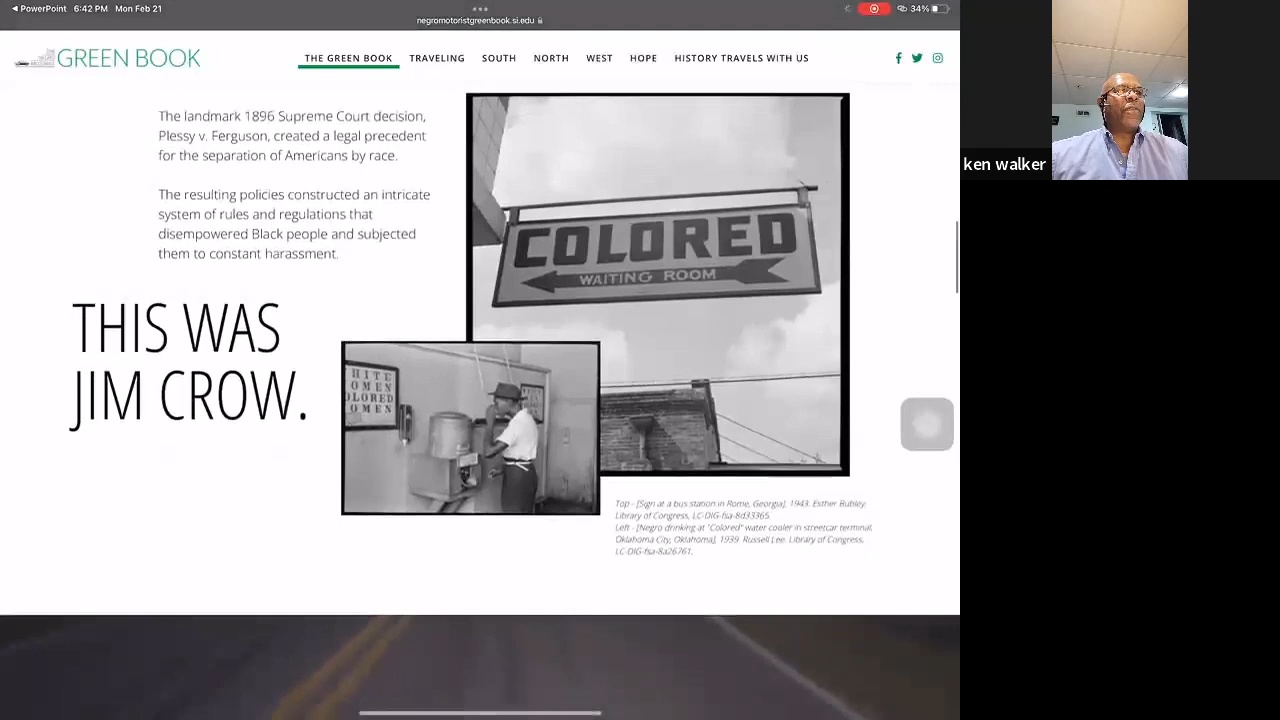 PowerPoint 6:42 PM Mon Feb 21
34%
negromotoristgreenbook.si.edu
GREEN BOOK
THE GREEN BOOK TRAVELING SOUTH NORTH WEST HOPE HISTORY TRAVELS WITH US
The landmark 1896 Supreme Court decision,
Plessy v. Ferguson, created a legal precedent
for the separation of Americans by race.
The resulting policies constructed an intricate
system of rules and regulations that
disempowered Black people and subjected
them to constant harassment.
THIS WAS
JIM CROW.
COLORED
WAITING ROOM
HITE
OMEN
OLORED
OMEN
Top - [Sign at a bus station in Rome, Georgia], 1943. Esther Bubley.
Library of Congress, LC-DIG-fsa-8d33365.
Left - [Negro drinking at "Colored" water cooler in streetcar terminal,
Oklahoma City, Oklahoma], 1939. Russell Lee. Library of Congress,
LC-DIG-fsa-8a26761.
ken walker